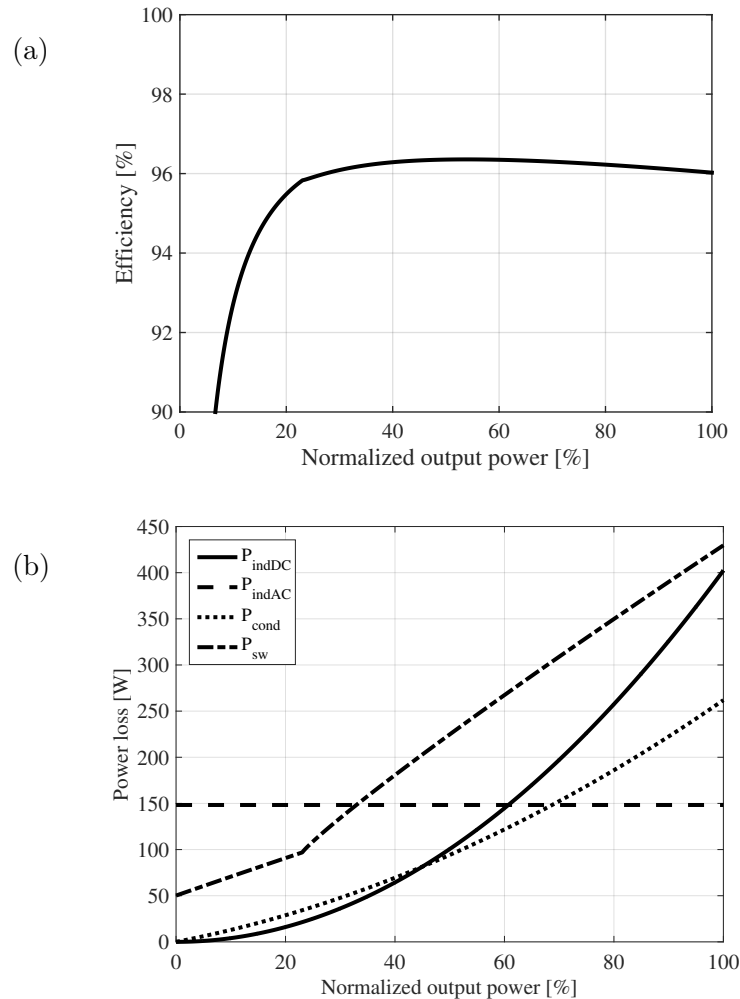 (a)
100
98
96
94
92
90
Efficiency [%]
0 20 40 60 80 100
Normalized output power [%]
(b)
450
400
350
300
250
200
150
100
50
0
Power loss [W]
P_indDC
P_indAC
P_cond
P_sw
0 20 40 60 80 100
Normalized output power [%]